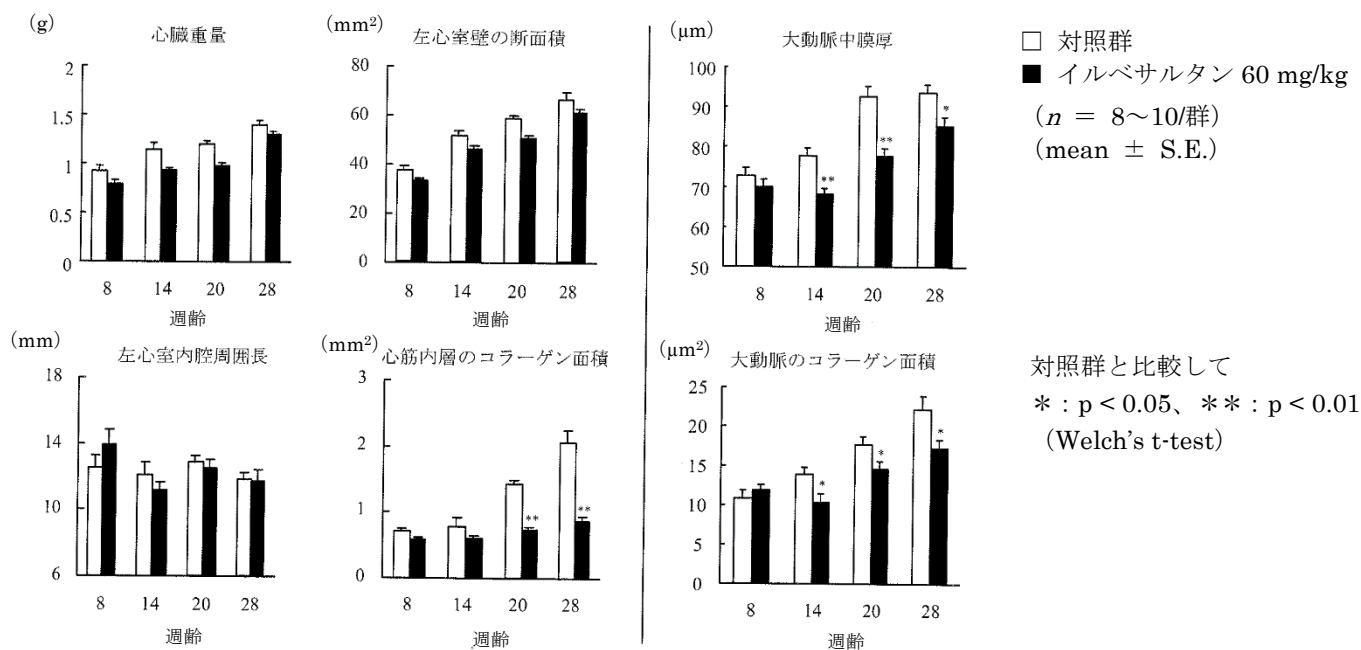 (g)
心臓重量
2
1.5
1
0.5
0
8 14 20 28
週齢
(mm²)
左心室壁の断面積
80
60
40
20
0
8 14 20 28
週齢
(µm)
大動脈中膜厚
100
90
80
70
60
50
** ** *
8 14 20 28
週齢
□ 対照群
■ イルベサルタン 60 mg/kg
(n = 8~10/群)
(mean ± S.E.)
(mm)
左心室内腔周囲長
18
14
10
6
8 14 20 28
週齢
(mm²)
心筋内層のコラーゲン面積
3
2
1
0
** **
8 14 20 28
週齢
(µm²)
大動脈のコラーゲン面積
25
20
15
10
5
0
* * *
8 14 20 28
週齢
対照群と比較して
*:p < 0.05、**:p < 0.01
(Welch's t-test)